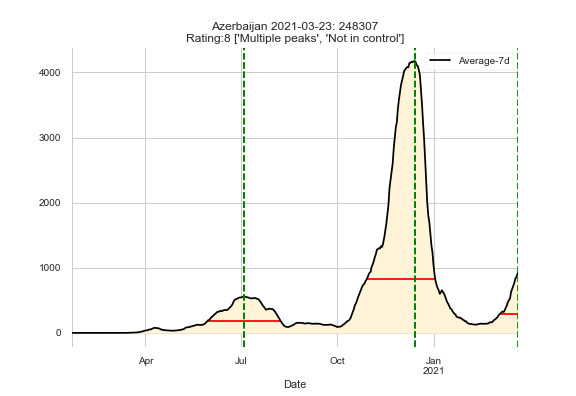 Azerbaijan 2021-03-23: 248307
Rating:8 ['Multiple peaks', 'Not in control']
Average-7d
4000
3000
2000
1000
0
Apr
Jul
Oct
Jan
2021
Date